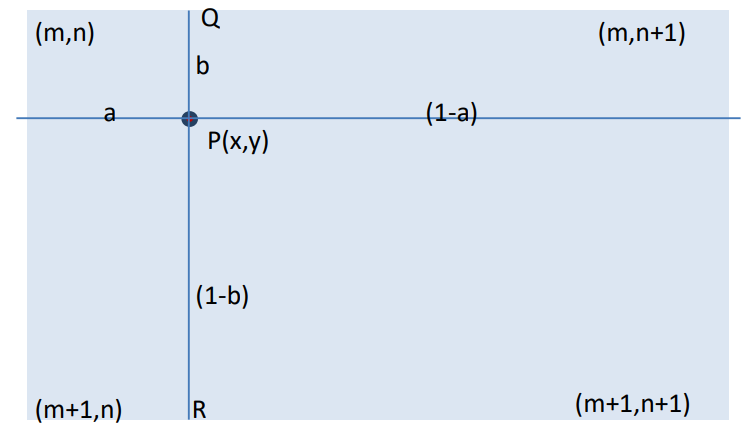 Q
(m,n)
(m,n+1)
b
a
(1-a)
P(x,y)
(1-b)
(m+1,n)
R
(m+1,n+1)